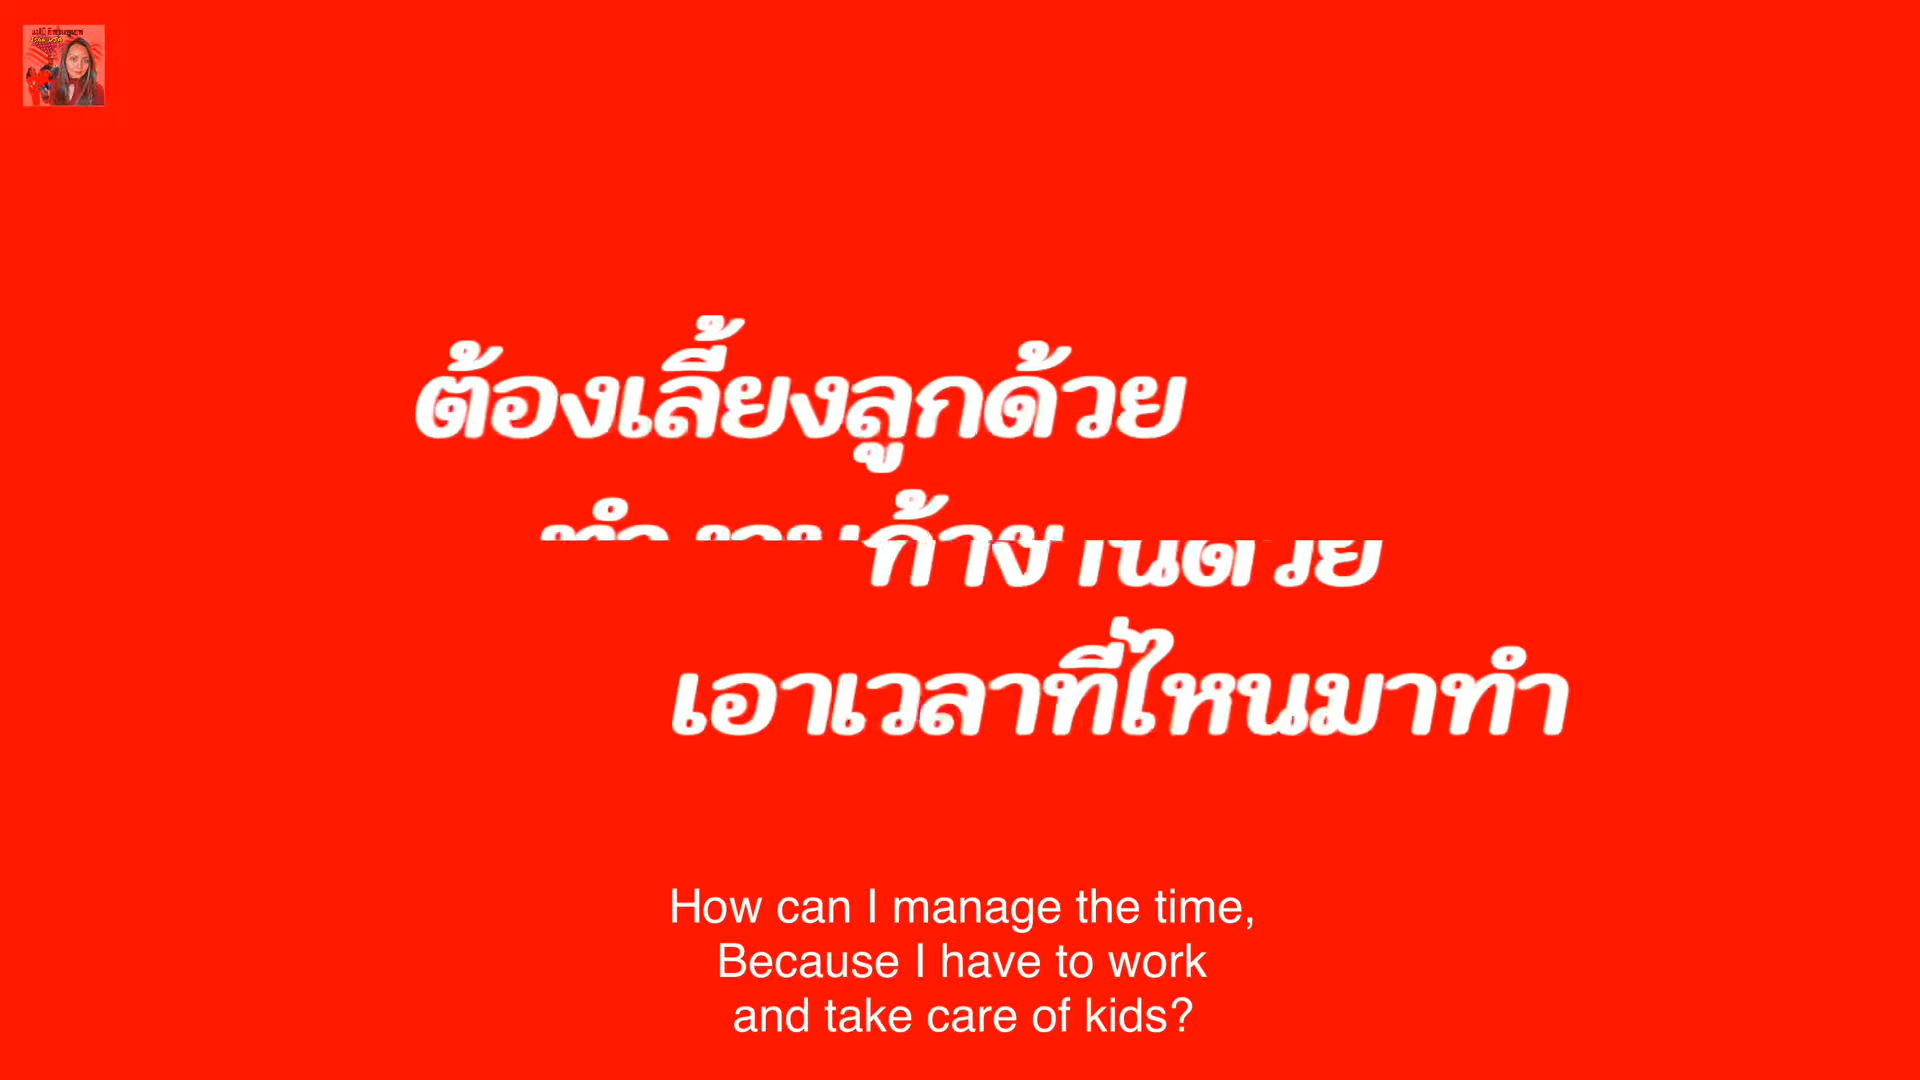 ต้องเลี้ยงลูกด้วย
เอาเวลาที่ไหนมาทำ
How can I manage the time,
Because I have to work
and take care of kids?